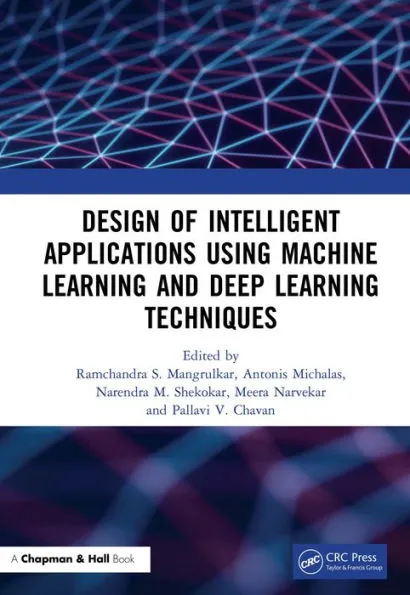 DESIGN OF INTELLIGENT
APPLICATIONS USING MACHINE
LEARNING AND DEEP LEARNING
TECHNIQUES
Edited by
Ramchandra S. Mangrulkar, Antonis Michalas,
Narendra M. Shekokar, Meera Narvekar
and Pallavi V. Chavan
A Chapman & Hall Book
CRC
CRC Press
Taylor & Francis Group